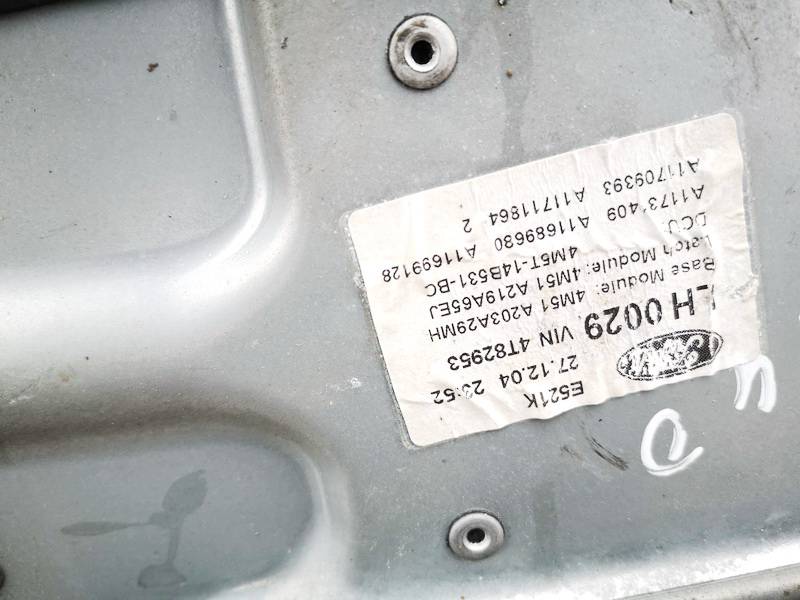 E521K
Ford 27.12.04 23:52
LH 0029 VIN 4T82953
Base Module: 4M51 A203A29MH
Latch Module: 4M51 A219A65EJ
DCU: 4M5T-14B531-BC
A11689680 A11699128
A11709393 A11711864 2